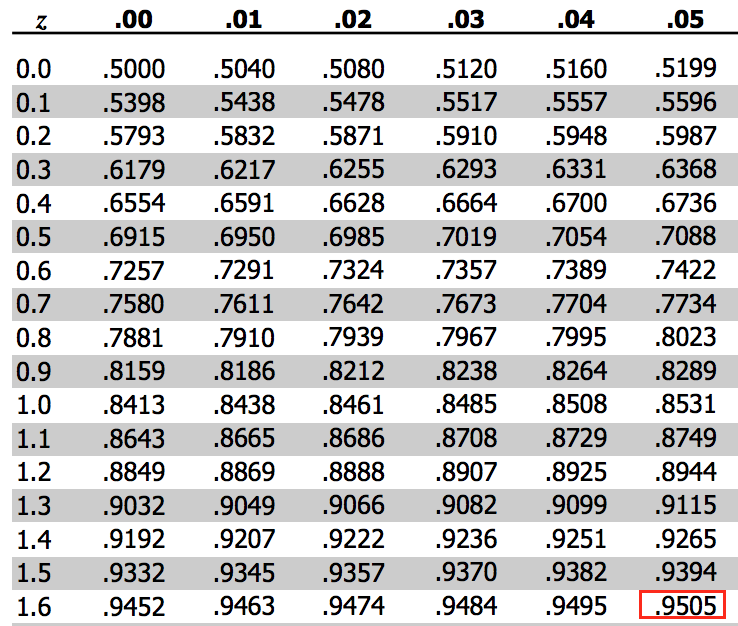 z .00 .01 .02 .03 .04 .05
0.0 .5000 .5040 .5080 .5120 .5160 .5199
0.1 .5398 .5438 .5478 .5517 .5557 .5596
0.2 .5793 .5832 .5871 .5910 .5948 .5987
0.3 .6179 .6217 .6255 .6293 .6331 .6368
0.4 .6554 .6591 .6628 .6664 .6700 .6736
0.5 .6915 .6950 .6985 .7019 .7054 .7088
0.6 .7257 .7291 .7324 .7357 .7389 .7422
0.7 .7580 .7611 .7642 .7673 .7704 .7734
0.8 .7881 .7910 .7939 .7967 .7995 .8023
0.9 .8159 .8186 .8212 .8238 .8264 .8289
1.0 .8413 .8438 .8461 .8485 .8508 .8531
1.1 .8643 .8665 .8686 .8708 .8729 .8749
1.2 .8849 .8869 .8888 .8907 .8925 .8944
1.3 .9032 .9049 .9066 .9082 .9099 .9115
1.4 .9192 .9207 .9222 .9236 .9251 .9265
1.5 .9332 .9345 .9357 .9370 .9382 .9394
1.6 .9452 .9463 .9474 .9484 .9495 .9505